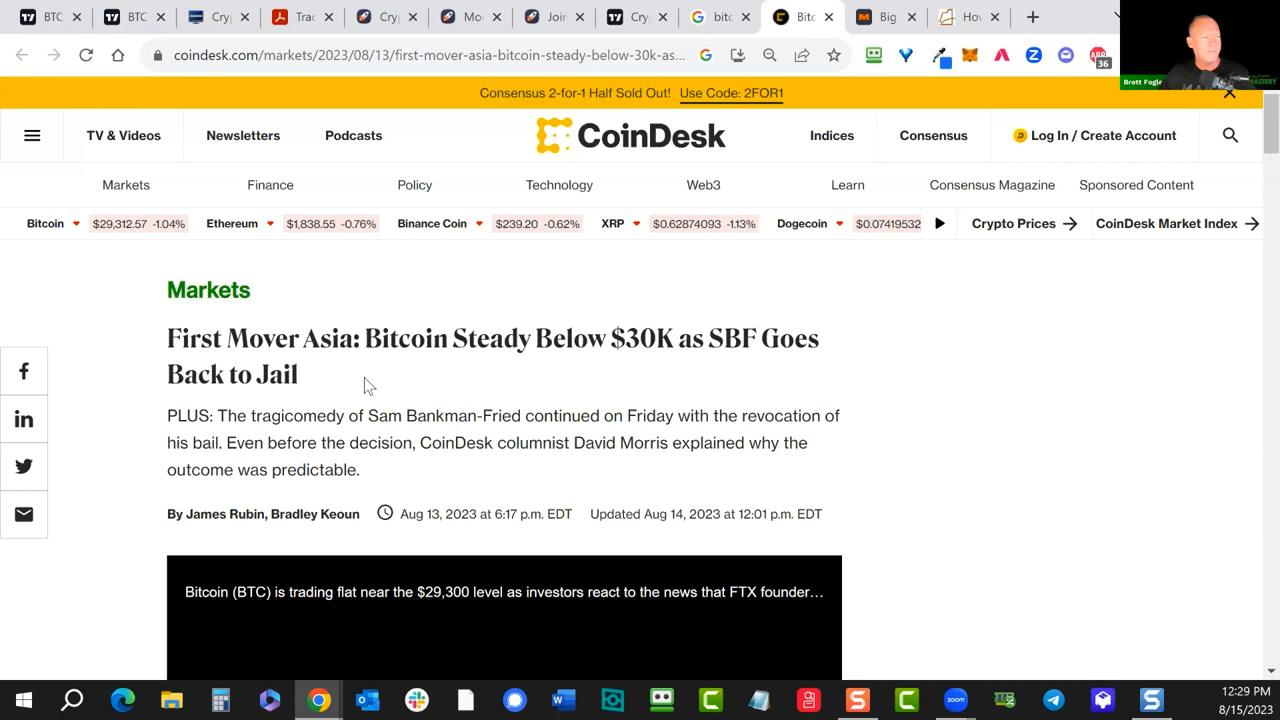 BTC
BTC
Cry
Tra
Cry
Mo
Join
Cry
bitc
Bitc
Big
Hov
coindesk.com/markets/2023/08/13/first-mover-asia-bitcoin-steady-below-30k-as...
36
Brett Fogle
MASTERY
Consensus 2-for-1 Half Sold Out! Use Code: 2FOR1
TV & Videos Newsletters Podcasts CoinDesk Indices Consensus Log In / Create Account
Markets Finance Policy Technology Web3 Learn Consensus Magazine Sponsored Content
Bitcoin $29,312.57 -1.04% Ethereum $1,838.55 -0.76% Binance Coin $239.20 -0.62% XRP $0.62874093 -1.13% Dogecoin $0.07419532 Crypto Prices → CoinDesk Market Index →
Markets
First Mover Asia: Bitcoin Steady Below $30K as SBF Goes
Back to Jail
PLUS: The tragicomedy of Sam Bankman-Fried continued on Friday with the revocation of
his bail. Even before the decision, CoinDesk columnist David Morris explained why the
outcome was predictable.
By James Rubin, Bradley Keoun Aug 13, 2023 at 6:17 p.m. EDT Updated Aug 14, 2023 at 12:01 p.m. EDT
Bitcoin (BTC) is trading flat near the $29,300 level as investors react to the news that FTX founder...
12:29 PM
8/15/2023